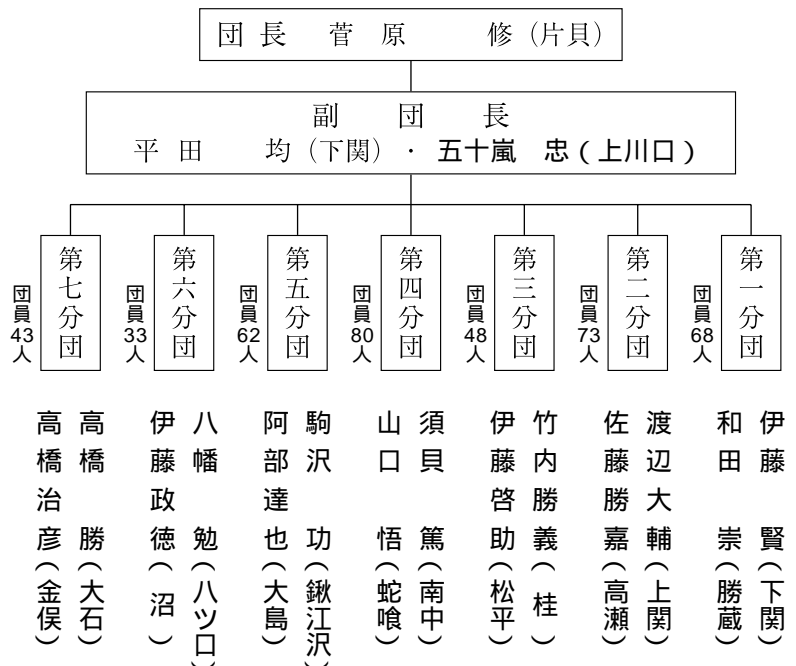 団長 菅原 修（片貝）
副団長
平田 均（下関）・五十嵐 忠（上川口）
第一分団
団員68人
伊藤 賢（下関）
和田 崇（勝蔵）
第二分団
団員73人
渡辺大輔（上関）
佐藤勝嘉（高瀬）
第三分団
団員48人
竹内勝義（桂）
伊藤啓助（松平）
第四分団
団員80人
須貝 篤（南中）
山口 悟（蛇喰）
第五分団
団員62人
駒沢 功（鍬江沢）
阿部達也（大島）
第六分団
団員33人
八幡 勉（八ツ口）
伊藤政徳（沼）
第七分団
団員43人
高橋 勝（大石）
高橋治彦（金俣）